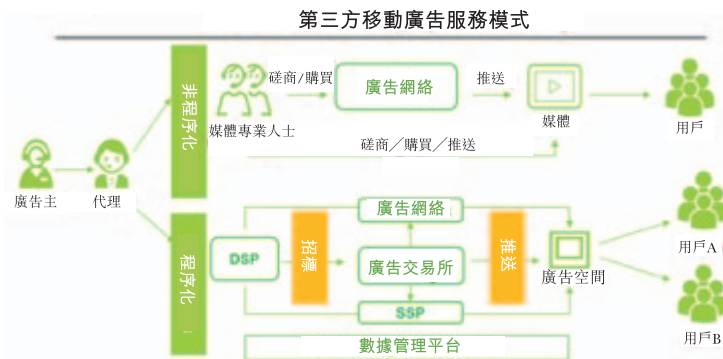 第三方移動廣告服務模式
非程序化
磋商/購買
廣告網絡
推送
媒體專業人士
媒體
用戶
磋商／購買／推送
廣告主
代理
程序化
DSP
招標
廣告網絡
廣告交易所
SSP
推送
廣告空間
用戶A
用戶B
數據管理平台